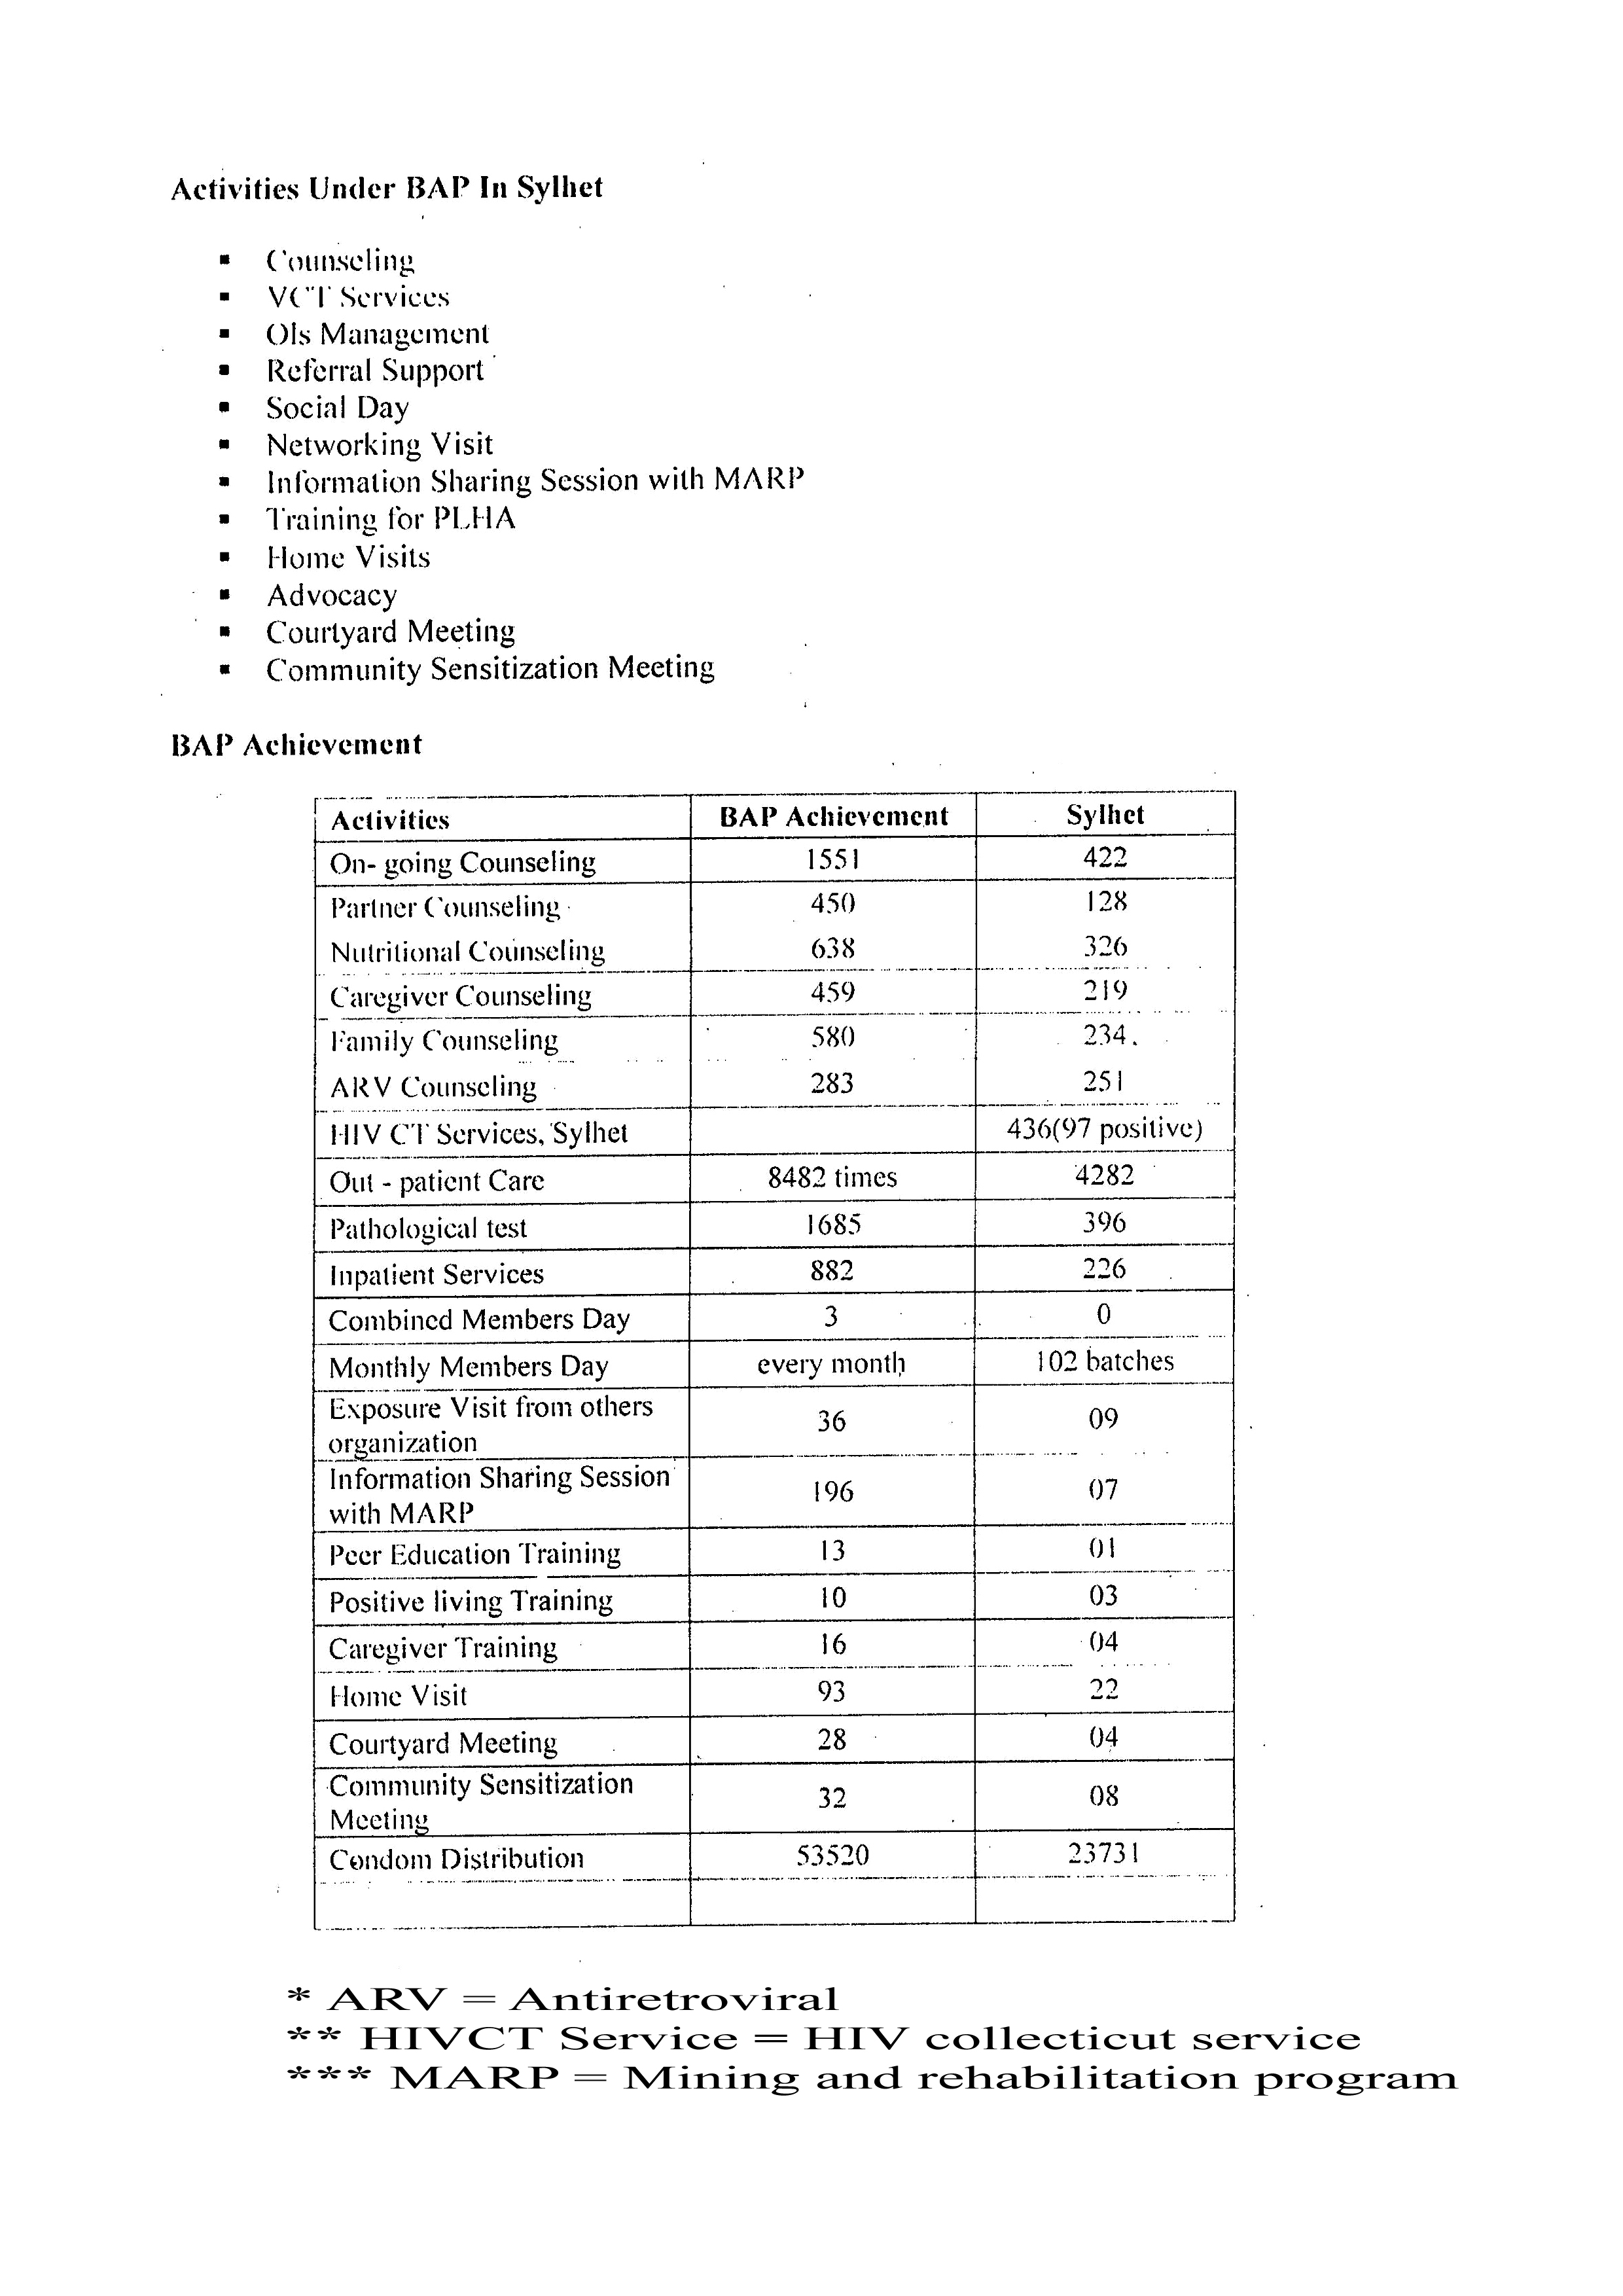 Activities Under BAP In Sylhet
▪ Counseling
▪ VCT Services
▪ OIs Management
▪ Referral Support
▪ Social Day
▪ Networking Visit
▪ Information Sharing Session with MARP
▪ Training for PLHA
▪ Home Visits
▪ Advocacy
▪ Courtyard Meeting
▪ Community Sensitization Meeting
BAP Achievement
Activities BAP Achievement Sylhet
On- going Counseling 1551 422
Partner Counseling 450 128
Nutritional Counseling 638 326
Caregiver Counseling 459 219
Family Counseling 580 234.
ARV Counseling 283 251
HIV CT Services, Sylhet 436(97 positive)
Out - patient Care 8482 times 4282
Pathological test 1685 396
Inpatient Services 882 226
Combined Members Day 3 0
Monthly Members Day every month 102 batches
Exposure Visit from others
organization 36 09
Information Sharing Session
with MARP 196 07
Peer Education Training 13 01
Positive living Training 10 03
Caregiver Training 16 04
Home Visit 93 22
Courtyard Meeting 28 04
Community Sensitization
Meeting 32 08
Condom Distribution 53520 23731
* ARV = Antiretroviral
** HIVCT Service = HIV collecticut service
*** MARP = Mining and rehabilitation program